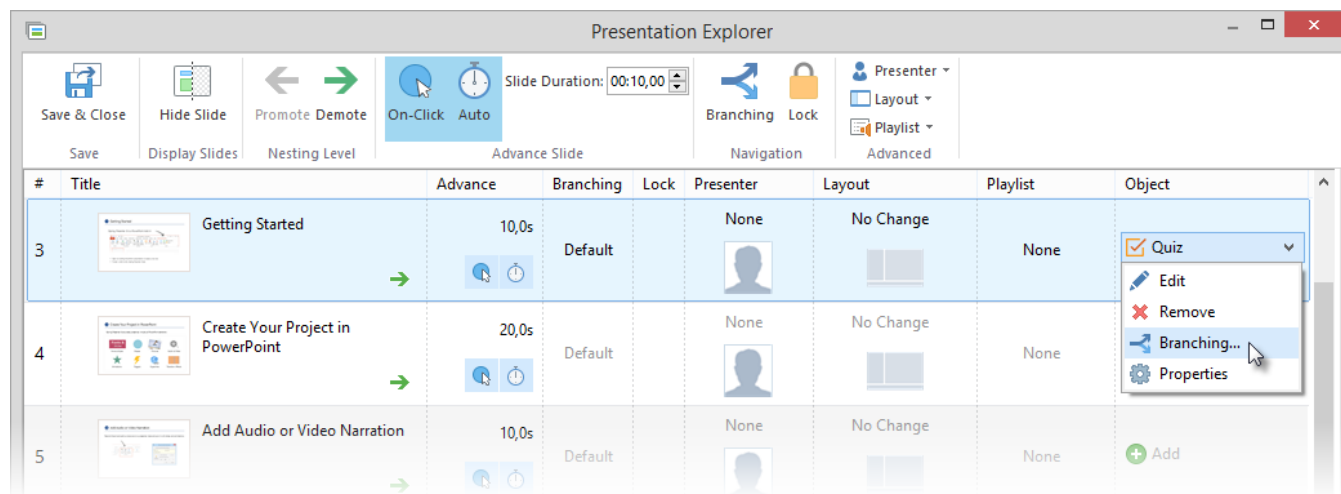 Presentation Explorer
Save & Close
Hide Slide
Promote Demote
On-Click Auto
Slide Duration: 00:10,00
Branching Lock
Presenter
Layout
Playlist
Save
Display Slides
Nesting Level
Advance Slide
Navigation
Advanced
# Title Advance Branching Lock Presenter Layout Playlist Object
3 Getting Started 10,0s Default None No Change None Quiz
Edit
Remove
Branching...
Properties
4 Create Your Project in
PowerPoint 20,0s Default None No Change None
5 Add Audio or Video Narration 10,0s Default None No Change None Add